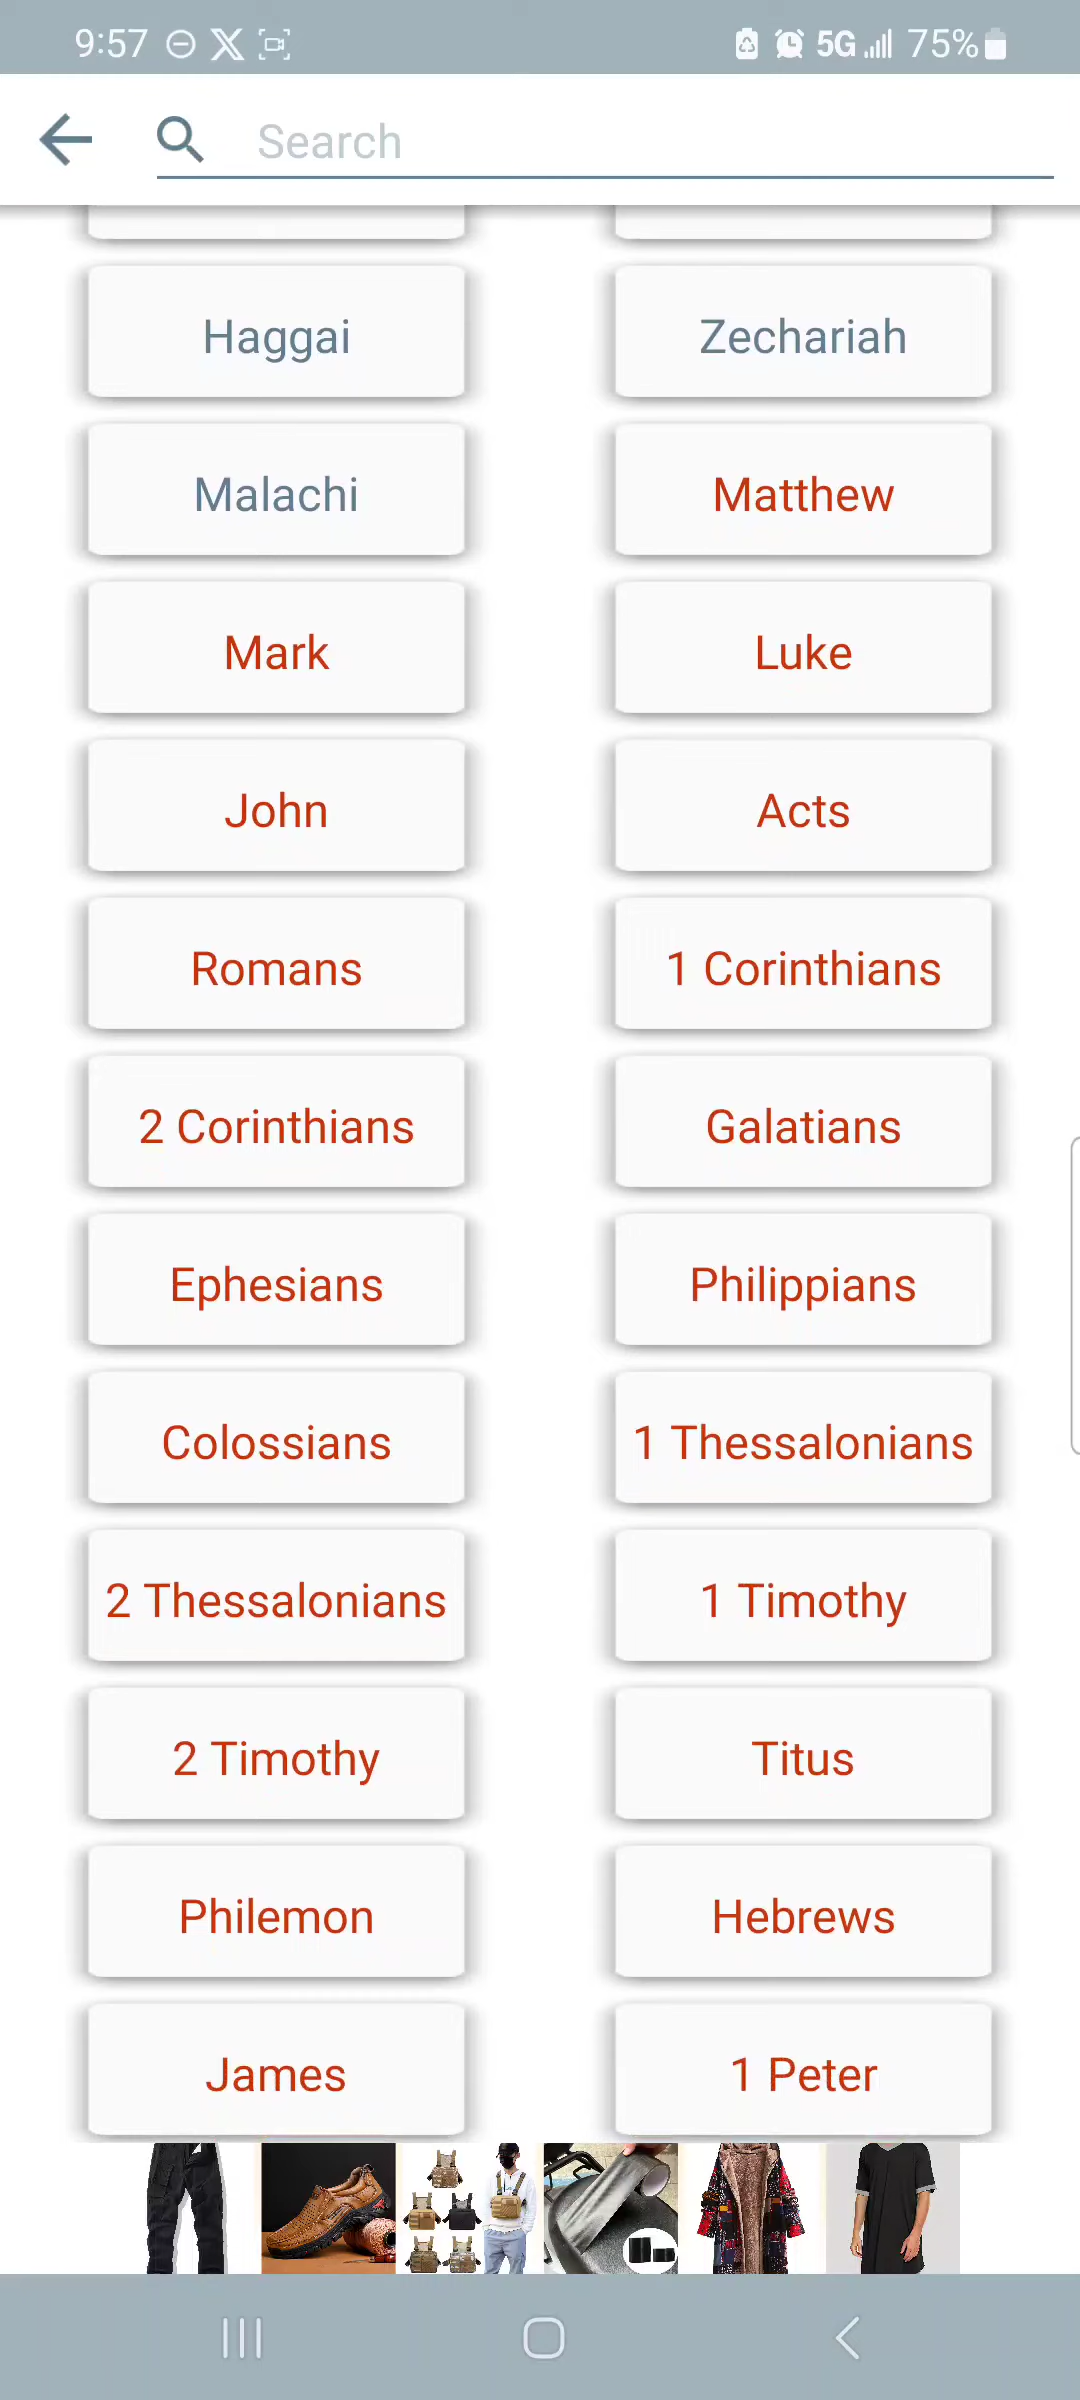 9:57 5G 75%
Search
Haggai Zechariah
Malachi Matthew
Mark Luke
John Acts
Romans 1 Corinthians
2 Corinthians Galatians
Ephesians Philippians
Colossians 1 Thessalonians
2 Thessalonians 1 Timothy
2 Timothy Titus
Philemon Hebrews
James 1 Peter